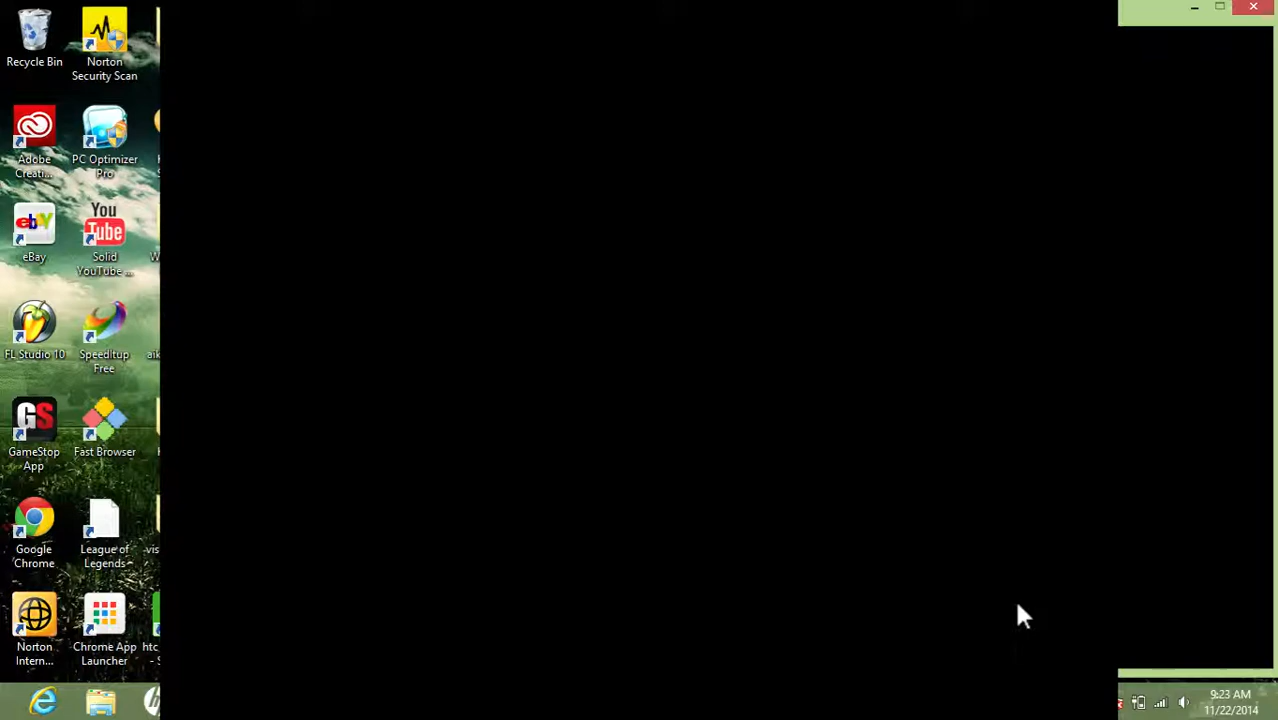 Recycle Bin
Norton
Security Scan
Adobe
Creati...
PC Optimizer
Pro
ebY
eBay
You
Tube
Solid
YouTube ...
FL Studio 10
SpeedItup
Free
GS
GameStop
App
Fast Browser
Google
Chrome
League of
Legends
Norton
Intern...
Chrome App
Launcher
htc
- S
9:23 AM
11/22/2014